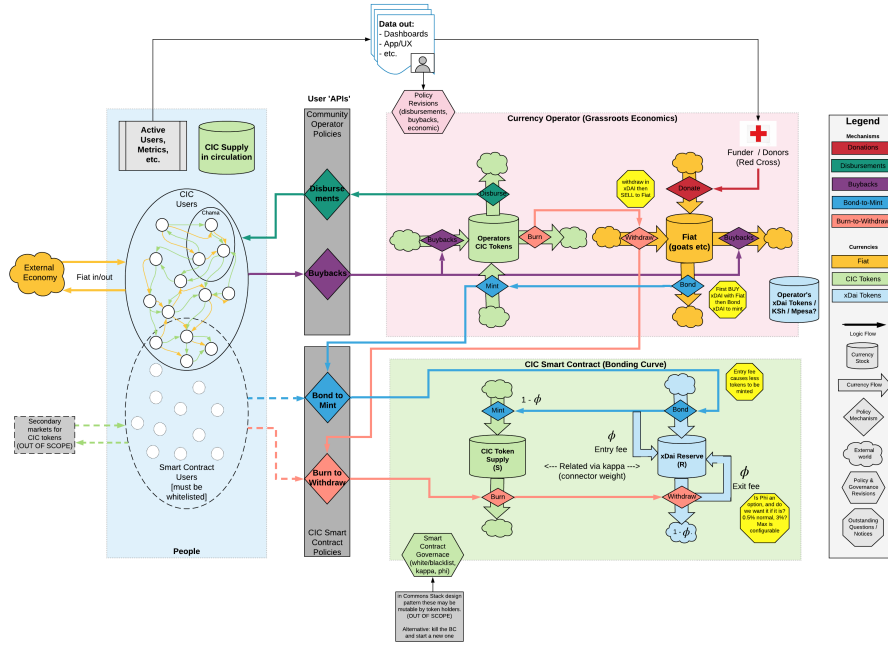 Data out:
- Dashboards
- App/UX
- etc.
Policy
Revisions
(disbursements,
buybacks,
economic)
User 'APIs'
Community
Operator
Policies
Active
Users,
Metrics,
etc.
CIC Supply
in circulation
CIC
Users
Chama
External
Economy
Fiat in/out
Secondary
markets for
CIC tokens
(OUT OF SCOPE)
Smart Contract
Users
[must be
whitelisted]
People
Disburse
ments
Buybacks
Bond to
Mint
Burn to
Withdraw
CIC Smart
Contract
Policies
Currency Operator (Grassroots Economics)
Funder / Donors
(Red Cross)
Disburse
Buybacks
Operators
CIC Tokens
Burn
Mint
withdraw in
xDAI then
SELL to Fiat
Donate
Withdraw
Fiat
(goats etc)
Buybacks
Bond
First BUY
xDAI with Fiat
then Bond
xDAI to mint
Operator's
xDai Tokens /
KSh / Mpesa?
CIC Smart Contract (Bonding Curve)
Entry fee
causes less
tokens to be
minted
Mint
1 - ϕ
Bond
ϕ
Entry fee
CIC Token
Supply
(S)
<--- Related via kappa --->
(connector weight)
xDai Reserve
(R)
ϕ
Exit fee
Burn
Withdraw
1 - ϕ
Is Phi an
option, and do
we want it if it is?
0.5% normal, 3%?
Max is
configurable
Smart
Contract
Governace
(white/blacklist,
kappa, phi)
In Commons Stack design
pattern these may be
mutable by token holders.
(OUT OF SCOPE)
Alternative: kill the BC
and start a new one
Legend
Mechanisms
Donations
Disbursements
Buybacks
Bond-to-Mint
Burn-to-Withdraw
Currencies
Fiat
CIC Tokens
xDai Tokens
Logic Flow
Currency
Stock
Currency Flow
Policy
Mechanism
External
world
Policy &
Governance
Revisions
Outstanding
Questions /
Notices